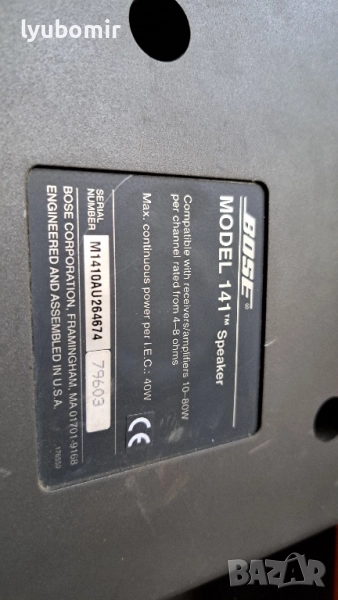 lyubomir
BOSE®
MODEL 141™ Speaker
Compatible with receivers/amplifiers 10–80W
per channel rated from 4–8 ohms
Max. continuous power per I.E.C.: 40W
CE
SERIAL
NUMBER M1410AU264674 79603
BOSE CORPORATION, FRAMINGHAM, MA 01701-9168
ENGINEERED AND ASSEMBLED IN U.S.A.
176550
BAZAR